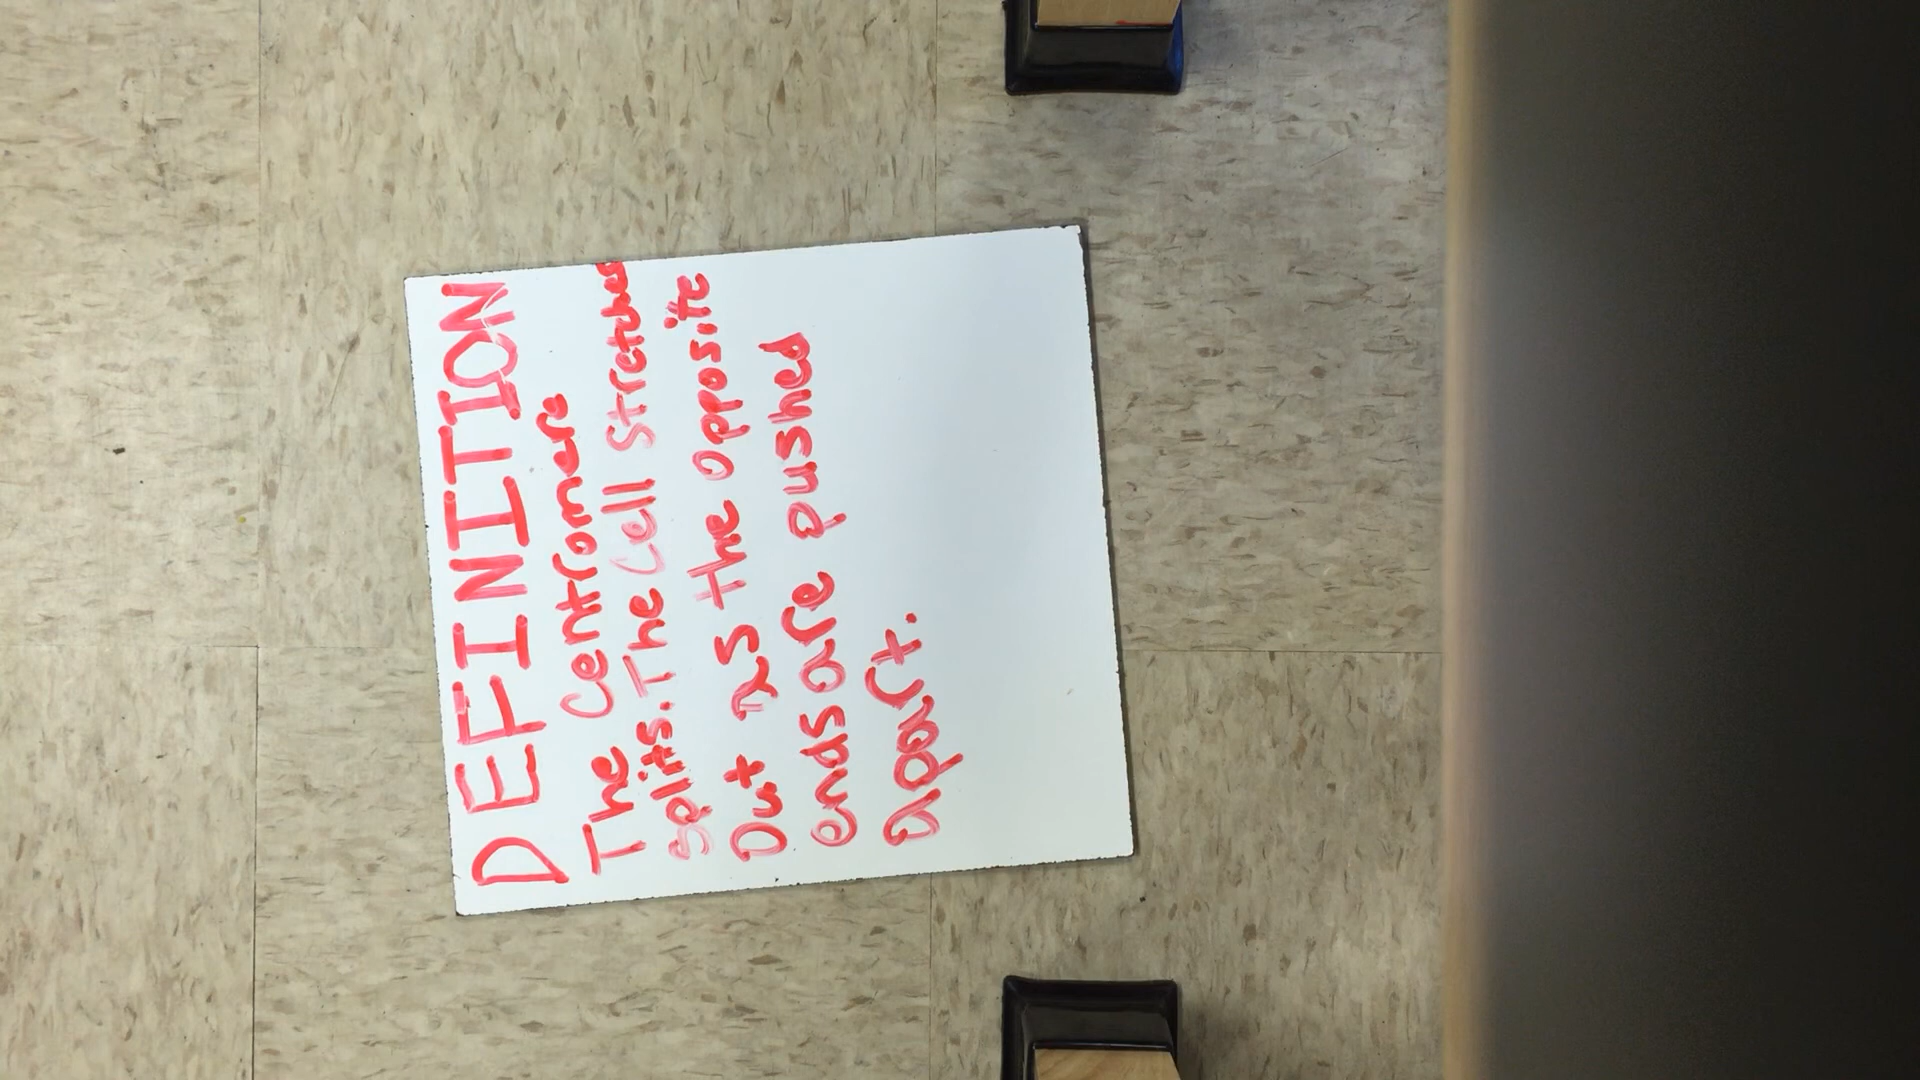 DEFINITION
The Centromere
splits. The Cell Stretches
Out as the opposite
ends are pushed
apart.